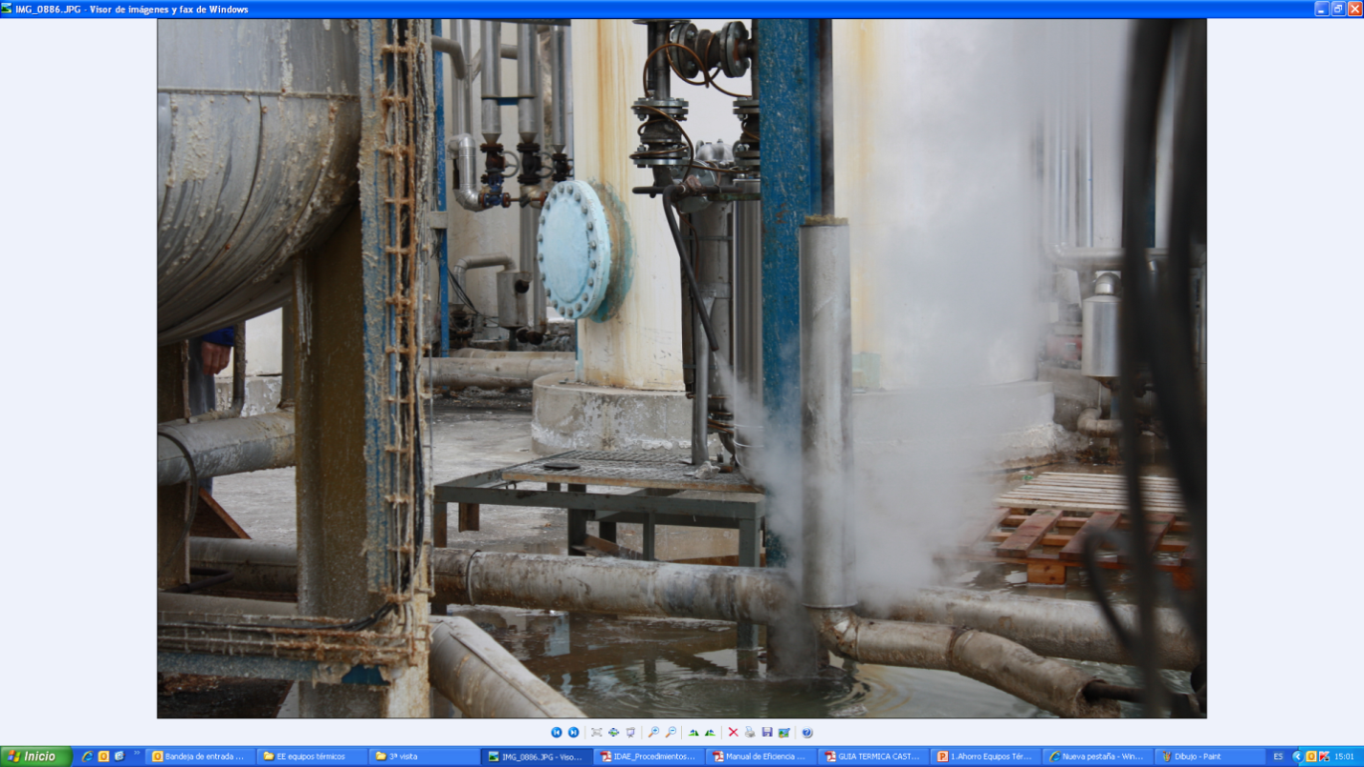 IMG_0886.JPG - Visor de imágenes y fax de Windows
Inicio
Bandeja de entrada ...
EE equipos térmicos
3ª visita
IMG_0886.JPG - Viso...
IDAE_Procedimientos...
Manual de Eficiencia ...
GUIA TERMICA CAST...
1.Ahorro Equipos Tér...
Nueva pestaña - Win...
Dibujo - Paint
ES
15:01